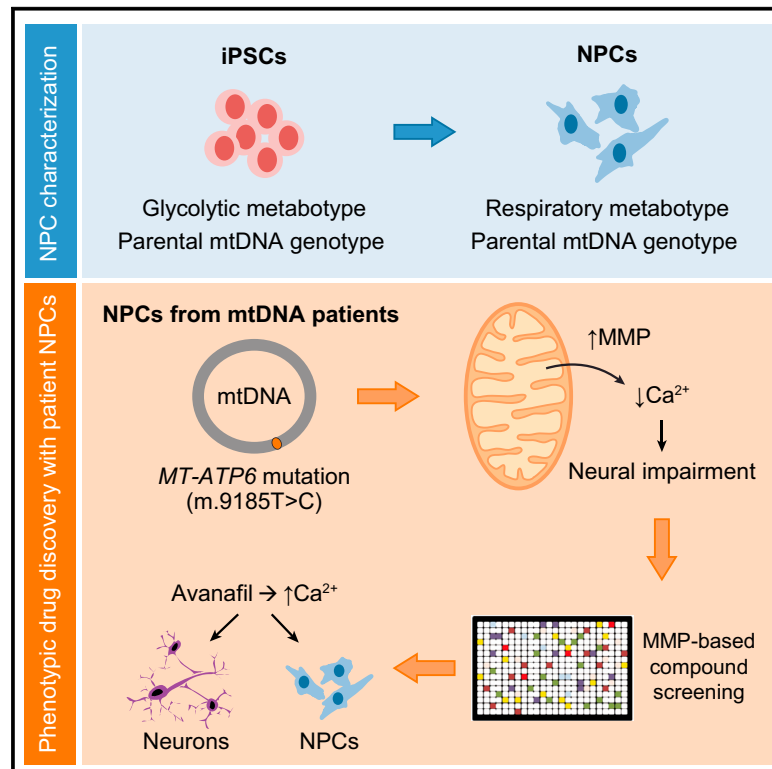 NPC characterization
iPSCs
NPCs
Glycolytic metabotype
Parental mtDNA genotype
Respiratory metabotype
Parental mtDNA genotype
Phenotypic drug discovery with patient NPCs
NPCs from mtDNA patients
mtDNA
MT-ATP6 mutation
(m.9185T>C)
↑MMP
↓Ca²⁺
Neural impairment
MMP-based
compound
screening
Avanafil → ↑Ca²⁺
Neurons
NPCs